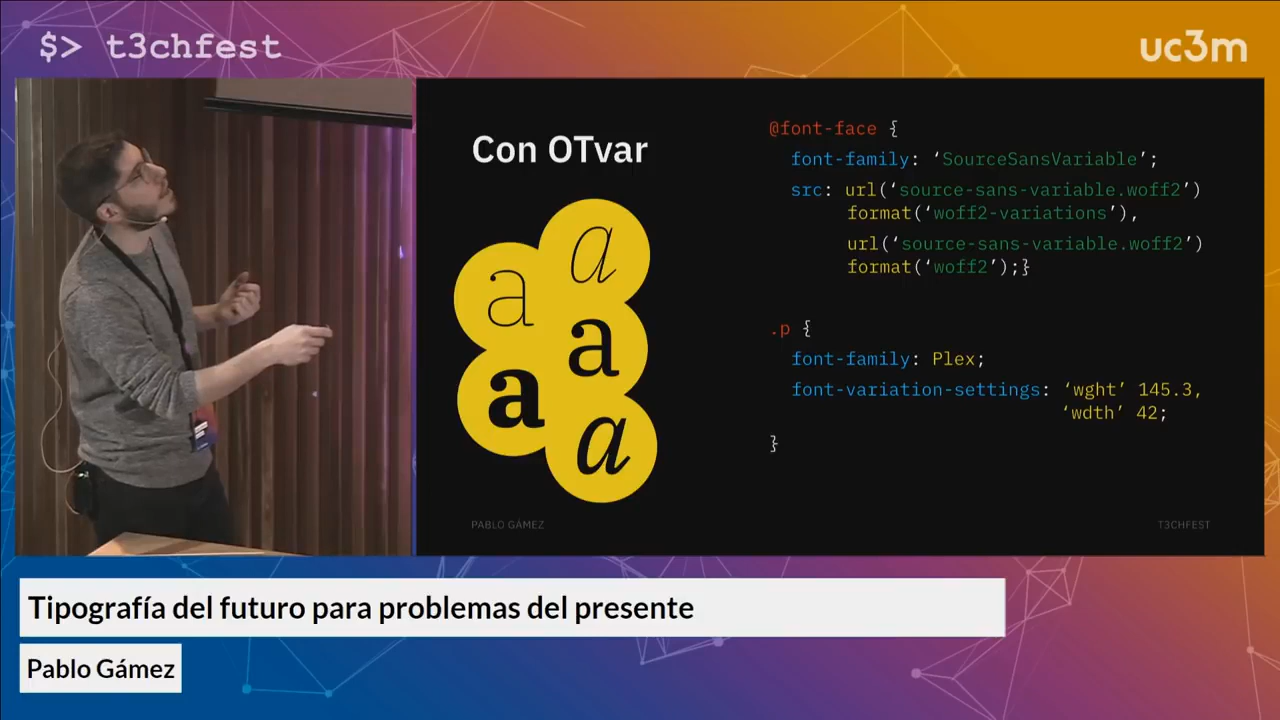 $> t3chfest
uc3m
Con OTvar
a
a
a
a
a
@font-face {
font-family: ‘SourceSansVariable’;
src: url(‘source-sans-variable.woff2’)
format(‘woff2-variations’),
url(‘source-sans-variable.woff2’)
format(‘woff2’);}
.p {
font-family: Plex;
font-variation-settings: ‘wght’ 145.3,
‘wdth’ 42;
}
PABLO GÁMEZ
T3CHFEST
Tipografía del futuro para problemas del presente
Pablo Gámez